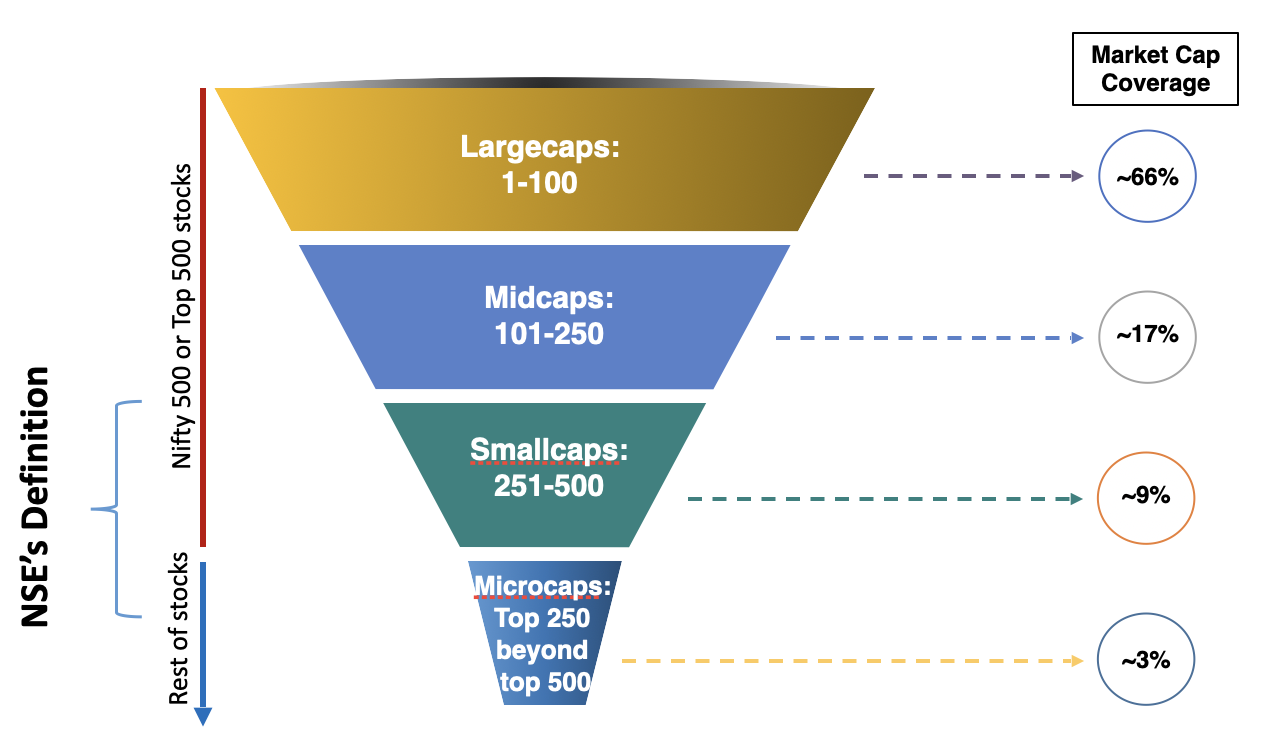 Market Cap
Coverage
Largecaps:
1-100
~66%
Midcaps:
101-250
~17%
Smallcaps:
251-500
~9%
Microcaps:
Top 250
beyond
top 500
~3%
Nifty 500 or Top 500 stocks
Rest of stocks
NSE’s Definition